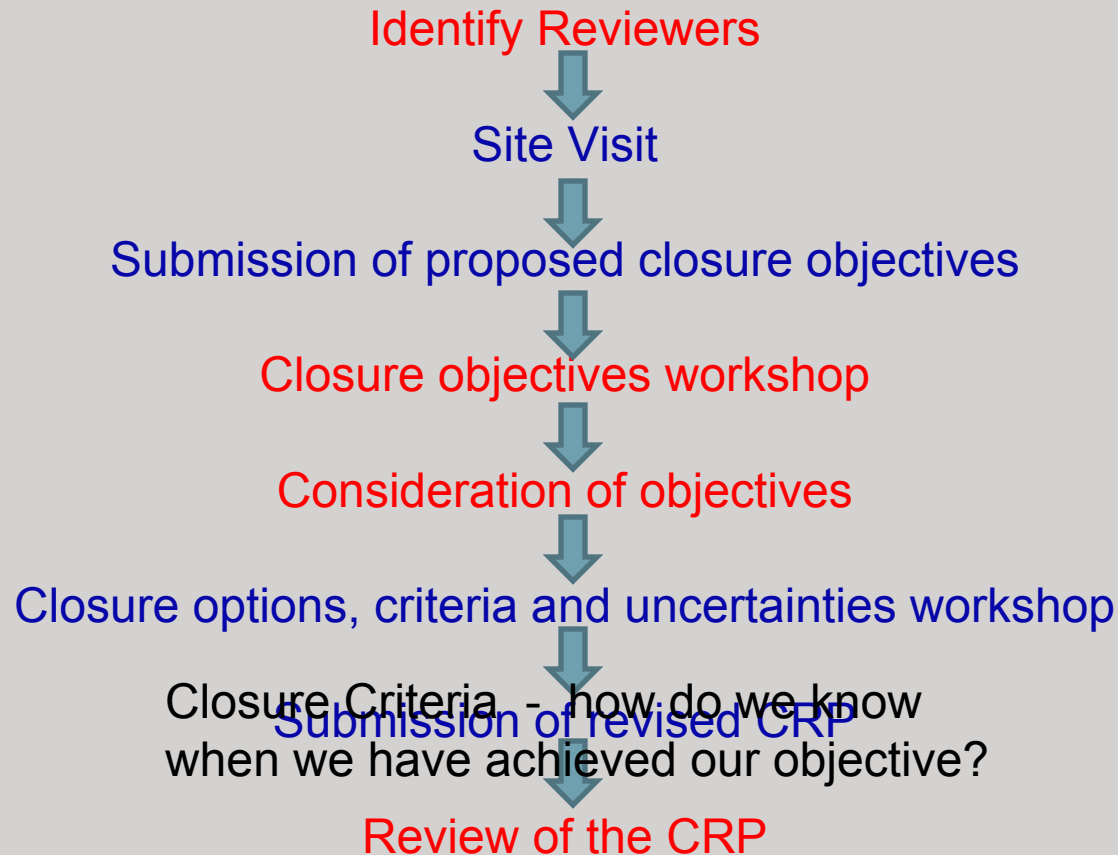 Identify Reviewers
Site Visit
Submission of proposed closure objectives
Closure objectives workshop
Consideration of objectives
Closure options, criteria and uncertainties workshop
Closure Criteria - how do we know
Submission of revised CRP
when we have achieved our objective?
Review of the CRP